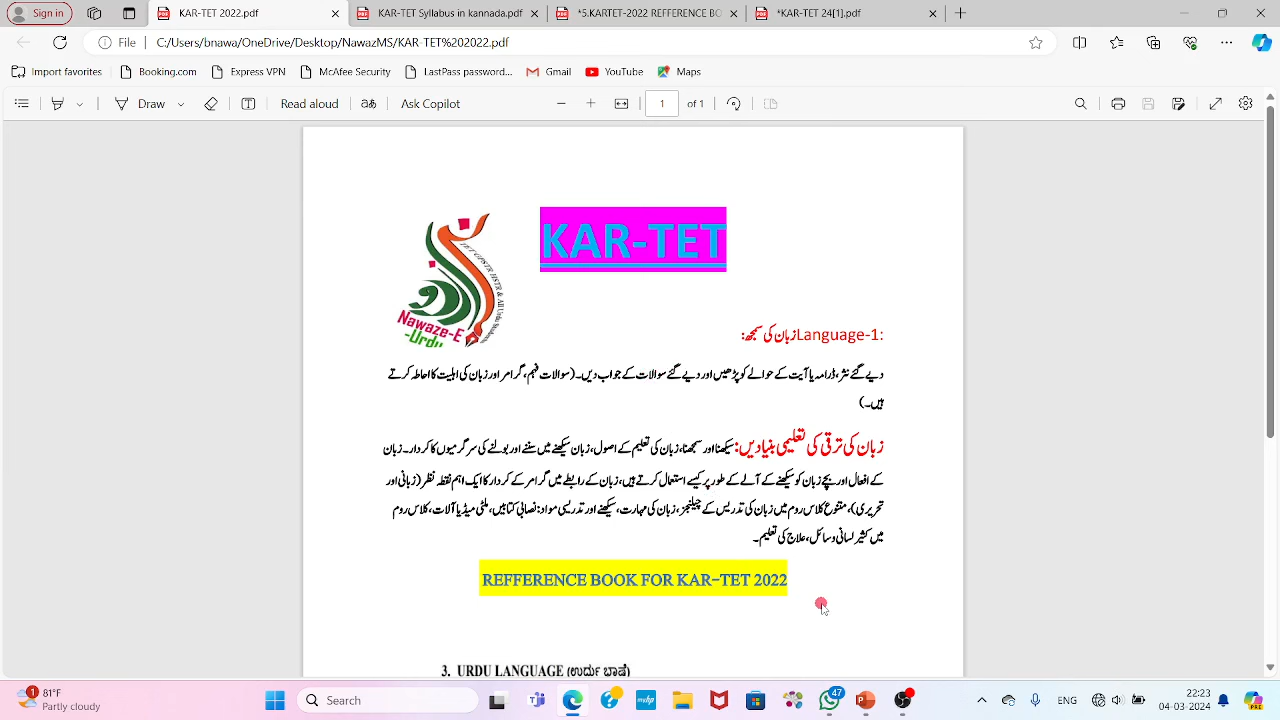 Sign in
KAR-TET 2022.pdf
KAR-TET Syllabus in Urdu.pdf
*5.KARTET-2022(B).pdf
*KAR-TET 24[1].pdf
File
C:/Users/bnawa/OneDrive/Desktop/NawazMS/KAR-TET%202022.pdf
Import favorites
Booking.com
Express VPN
McAfee Security
LastPass password...
Gmail
YouTube
Maps
Draw
Read aloud
Ask Copilot
1 of 1
KAR-TET
Nawaze-E
-Urdu
Language-1: زبان کی سمجھ:
دیے گئے نثر، ڈرامہ یا آیت کے حوالے کو پڑھیں اور دیے گئے سوالات کے جواب دیں۔ (سوالات فہم، گرامر اور زبان کی اہلیت کا احاطہ کرتے
ہیں۔)
زبان کی ترقی کی تعلیمی بنیادیں: سیکھنا اور سمجھنا، زبان کی تعلیم کے اصول، زبان سیکھنے میں سننے اور بولنے کی سرگرمیوں کا کردار۔ زبان
کے افعال اور بچے زبان کو سیکھنے کے آلے کے طور پر کیسے استعمال کرتے ہیں، زبان کے رابطے میں گرامر کے کردار کا ایک اہم نقطہ نظر (زبانی اور
تحریری)، متنوع کلاس روم میں زبان کی تدریس کے چیلنجز، زبان کی مہارت، سیکھنے اور تدریسی مواد: نصابی کتابیں، ملٹی میڈیا آلات، کلاس روم
میں کثیر لسانی وسائل، علاج کی تعلیم۔
REFFERENCE BOOK FOR KAR-TET 2022
3. URDU LANGUAGE (ಉರ್ದು ಭಾಷೆ)
1
81°F
Partly cloudy
Search
47
ENG
18:23
04-03-2024